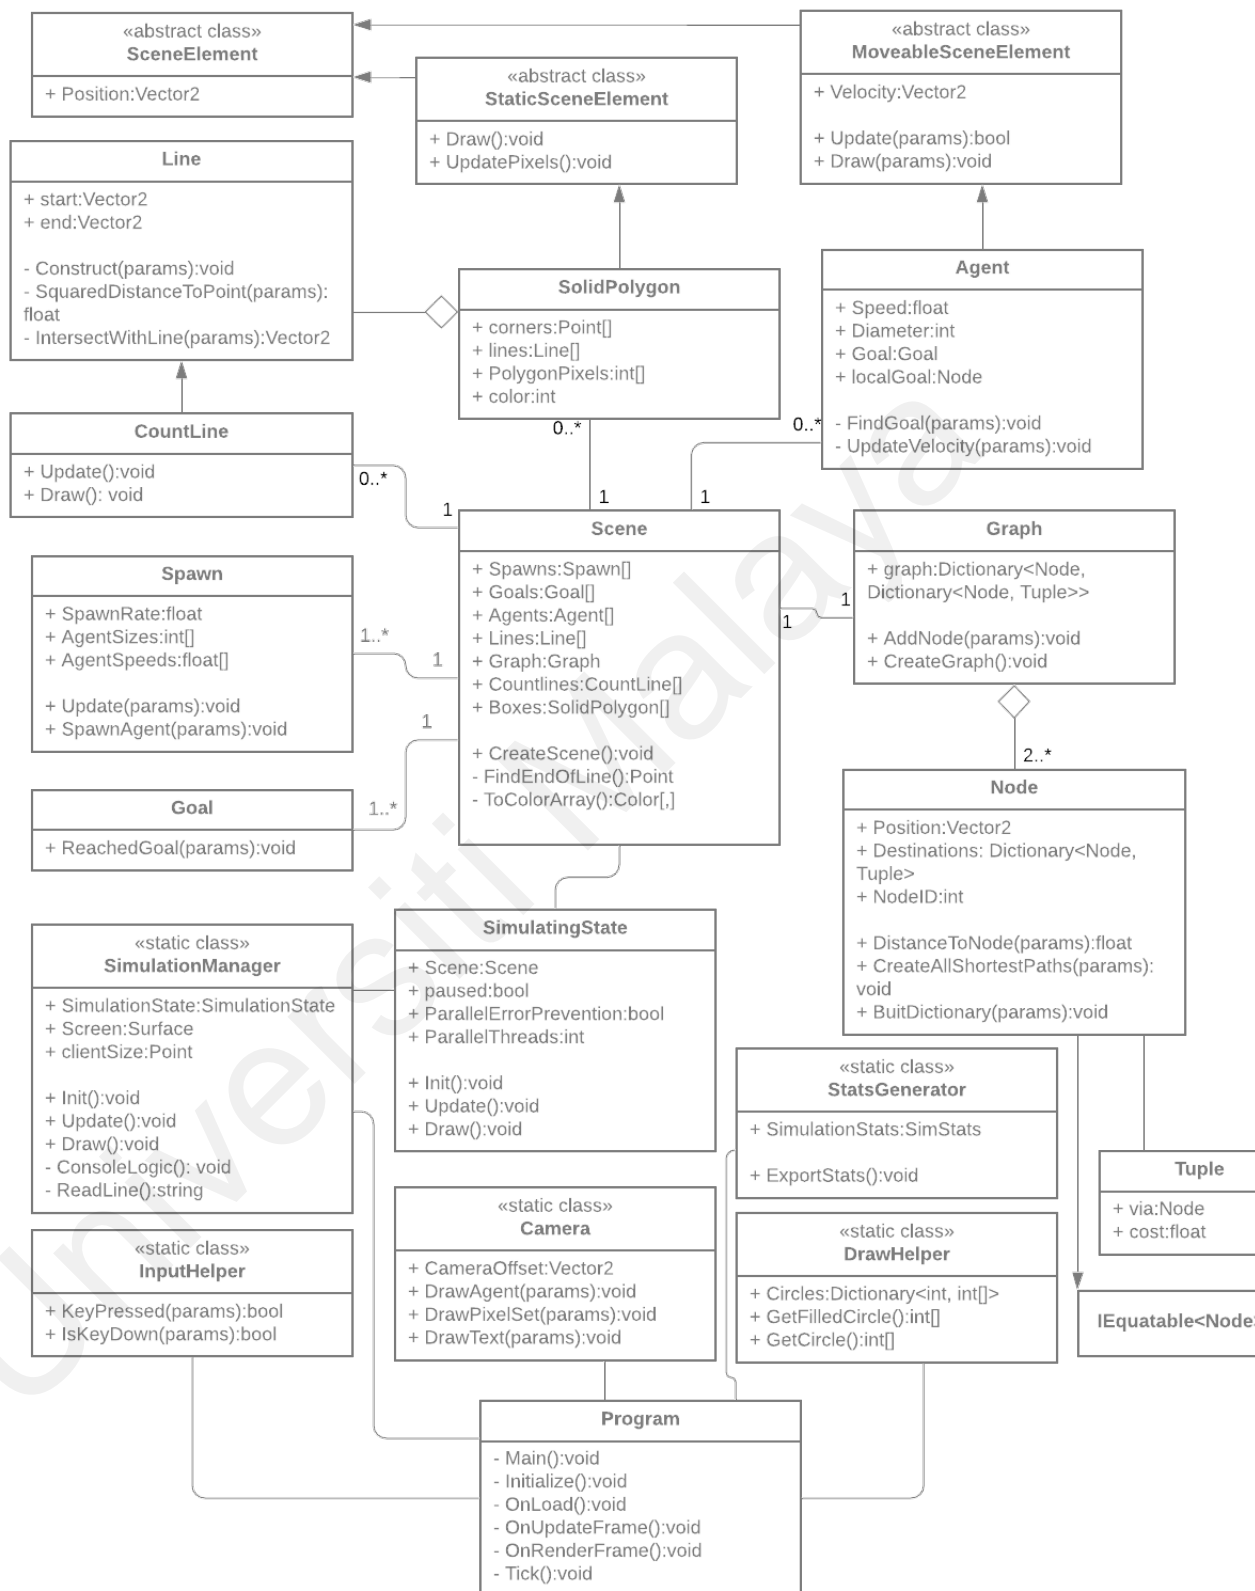 «abstract class»
SceneElement
+ Position:Vector2
«abstract class»
StaticSceneElement
+ Draw():void
+ UpdatePixels():void
«abstract class»
MoveableSceneElement
+ Velocity:Vector2
+ Update(params):bool
+ Draw(params):void
Line
+ start:Vector2
+ end:Vector2
- Construct(params):void
- SquaredDistanceToPoint(params):
float
- IntersectWithLine(params):Vector2
SolidPolygon
+ corners:Point[]
+ lines:Line[]
+ PolygonPixels:int[]
+ color:int
Agent
+ Speed:float
+ Diameter:int
+ Goal:Goal
+ localGoal:Node
- FindGoal(params):void
- UpdateVelocity(params):void
CountLine
+ Update():void
+ Draw(): void
0..*
1
0..*
1
0..*
1
Scene
+ Spawns:Spawn[]
+ Goals:Goal[]
+ Agents:Agent[]
+ Lines:Line[]
+ Graph:Graph
+ Countlines:CountLine[]
+ Boxes:SolidPolygon[]
+ CreateScene():void
- FindEndOfLine():Point
- ToColorArray():Color[,]
Graph
+ graph:Dictionary<Node,
Dictionary<Node, Tuple>>
+ AddNode(params):void
+ CreateGraph():void
1
1
Spawn
+ SpawnRate:float
+ AgentSizes:int[]
+ AgentSpeeds:float[]
+ Update(params):void
+ SpawnAgent(params):void
1..*
1
1
1..*
Goal
+ ReachedGoal(params):void
2..*
Node
+ Position:Vector2
+ Destinations: Dictionary<Node,
Tuple>
+ NodeID:int
+ DistanceToNode(params):float
+ CreateAllShortestPaths(params):
void
+ BuitDictionary(params):void
«static class»
SimulationManager
+ SimulationState:SimulationState
+ Screen:Surface
+ clientSize:Point
+ Init():void
+ Update():void
+ Draw():void
- ConsoleLogic(): void
- ReadLine():string
SimulatingState
+ Scene:Scene
+ paused:bool
+ ParallelErrorPrevention:bool
+ ParallelThreads:int
+ Init():void
+ Update():void
+ Draw():void
«static class»
StatsGenerator
+ SimulationStats:SimStats
+ ExportStats():void
Tuple
+ via:Node
+ cost:float
«static class»
InputHelper
+ KeyPressed(params):bool
+ IsKeyDown(params):bool
«static class»
Camera
+ CameraOffset:Vector2
+ DrawAgent(params):void
+ DrawPixelSet(params):void
+ DrawText(params):void
«static class»
DrawHelper
+ Circles:Dictionary<int, int[]>
+ GetFilledCircle():int[]
+ GetCircle():int[]
IEquatable<Node>
Program
- Main():void
- Initialize():void
- OnLoad():void
- OnUpdateFrame():void
- OnRenderFrame():void
- Tick():void
Universiti Malaya